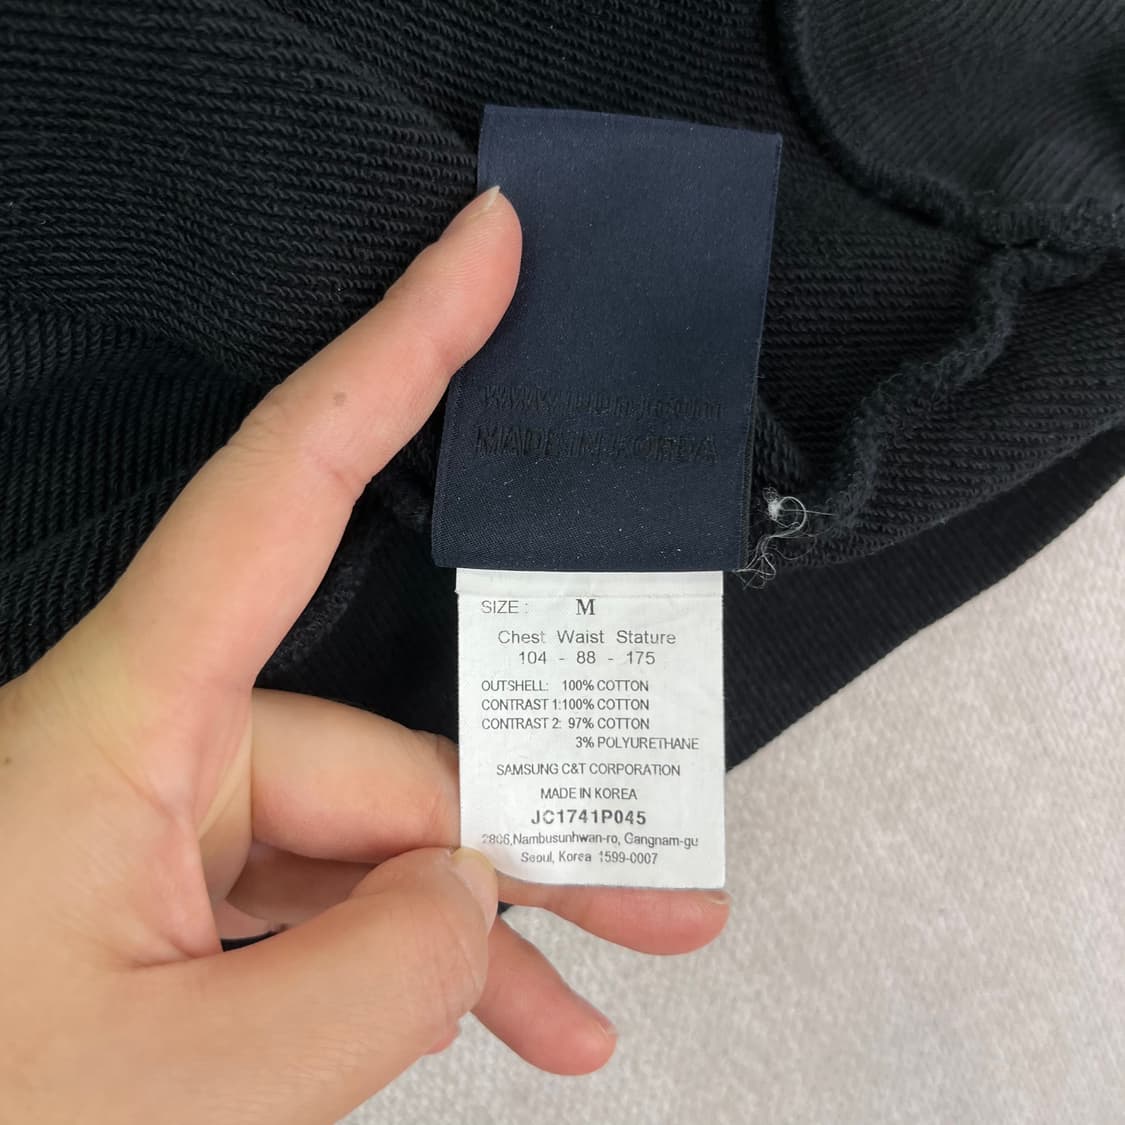 MADE IN KOREA
SIZE : M
Chest Waist Stature
104 - 88 - 175
OUTSHELL: 100% COTTON
CONTRAST 1:100% COTTON
CONTRAST 2: 97% COTTON
3% POLYURETHANE
SAMSUNG C&T CORPORATION
MADE IN KOREA
JC1741P045
2806,Nambusunhwan-ro, Gangnam-gu
Seoul, Korea 1599-0007